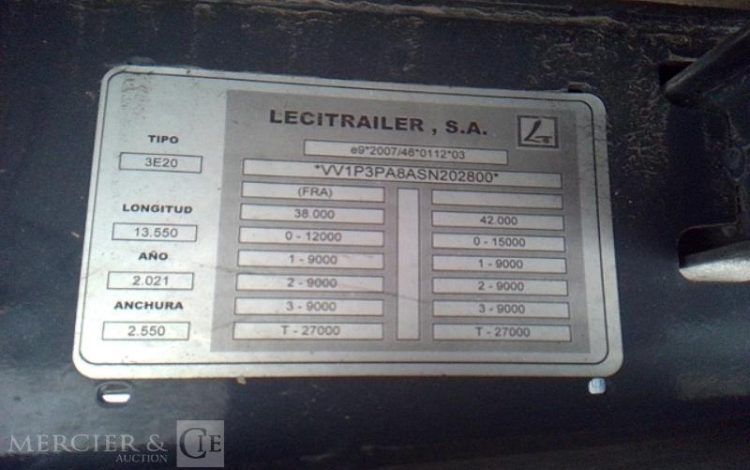 LECITRAILER , S.A.
e9*2007/46*0112*03
*VV1P3PA8ASN202800*
TIPO
3E20
LONGITUD
13.550
AÑO
2.021
ANCHURA
2.550
(FRA)
38.000
0 - 12000
1 - 9000
2 - 9000
3 - 9000
T - 27000
42.000
0 - 15000
1 - 9000
2 - 9000
3 - 9000
T - 27000
MERCIER & CIE
AUCTION